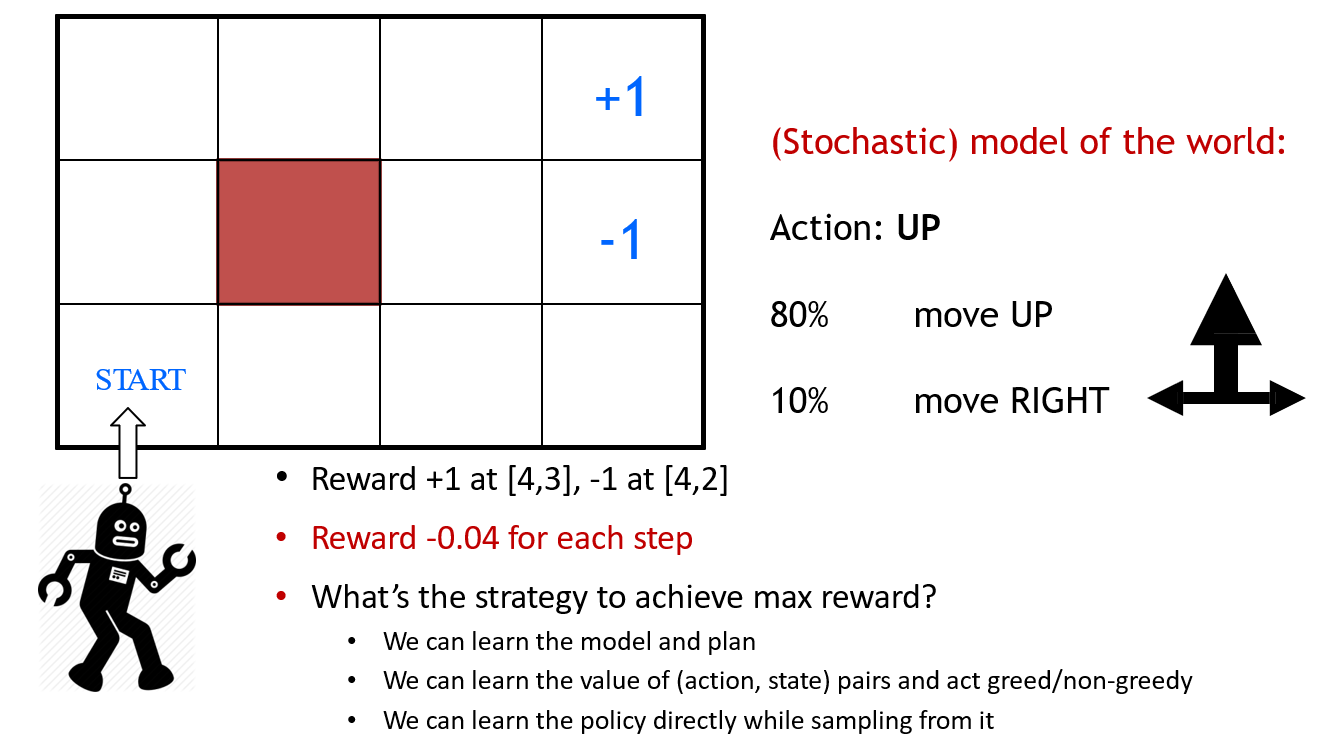 +1
-1
START
(Stochastic) model of the world:
Action: UP
80% move UP
10% move RIGHT
• Reward +1 at [4,3], -1 at [4,2]
• Reward -0.04 for each step
• What's the strategy to achieve max reward?
• We can learn the model and plan
• We can learn the value of (action, state) pairs and act greed/non-greedy
• We can learn the policy directly while sampling from it